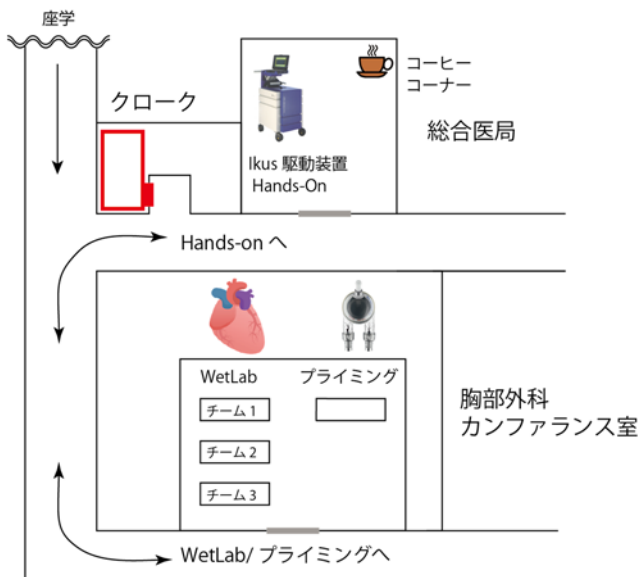 座学
クローク
コーヒー
コーナー
総合医局
Ikus 駆動装置
Hands-On
Hands-on へ
WetLab
プライミング
チーム 1
チーム 2
チーム 3
胸部外科
カンファランス室
WetLab/ プライミングへ